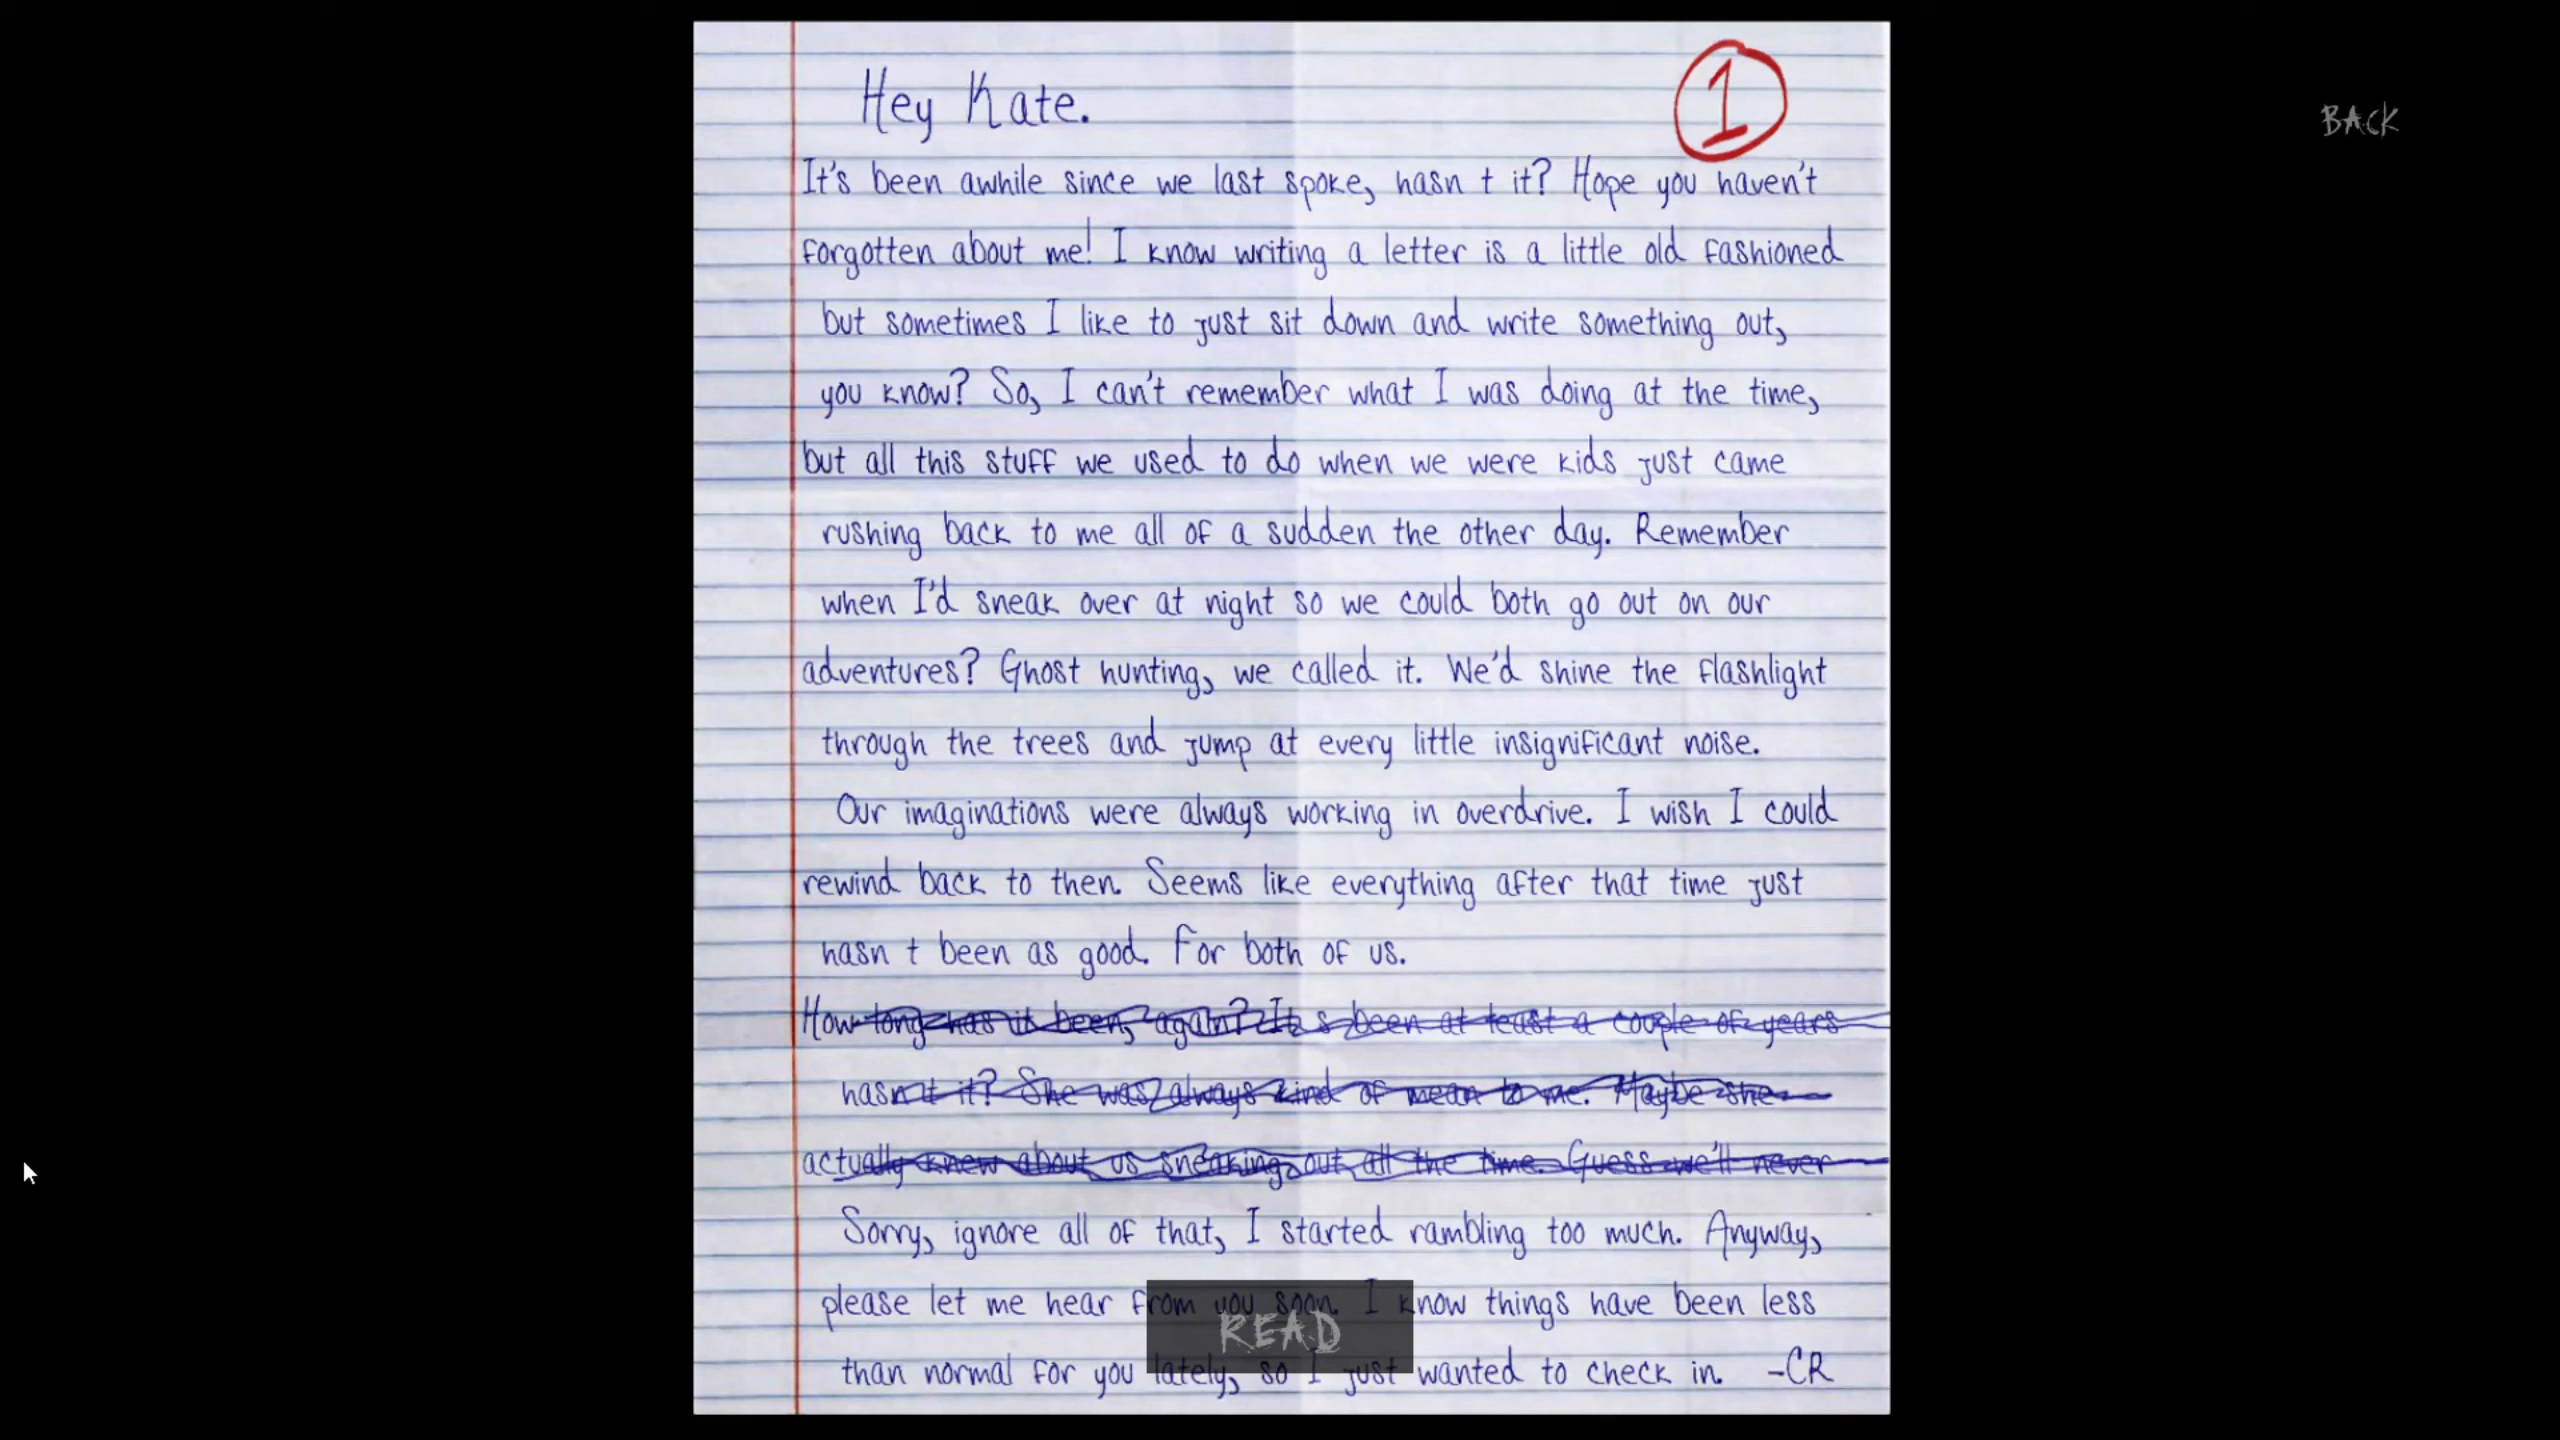 Hey Kate.
1
BACK
It's been awhile since we last spoke, hasn t it? Hope you haven't
forgotten about me! I know writing a letter is a little old fashioned
but sometimes I like to just sit down and write something out,
you know? So, I can't remember what I was doing at the time,
but all this stuff we used to do when we were kids just came
rushing back to me all of a sudden the other day. Remember
when I'd sneak over at night so we could both go out on our
adventures? Ghost hunting, we called it. We'd shine the flashlight
through the trees and jump at every little insignificant noise.
Our imaginations were always working in overdrive. I wish I could
rewind back to then. Seems like everything after that time just
hasn t been as good. For both of us.
How long has it been, again? It s been at least a couple of years
hasn t it? She was always kind of mean to me. Maybe she
actually knew about us sneaking out all the time. Guess we'll never
Sorry, ignore all of that, I started rambling too much. Anyway,
please let me hear from you soon. I know things have been less
READ
than normal for you lately, so I just wanted to check in. -CR